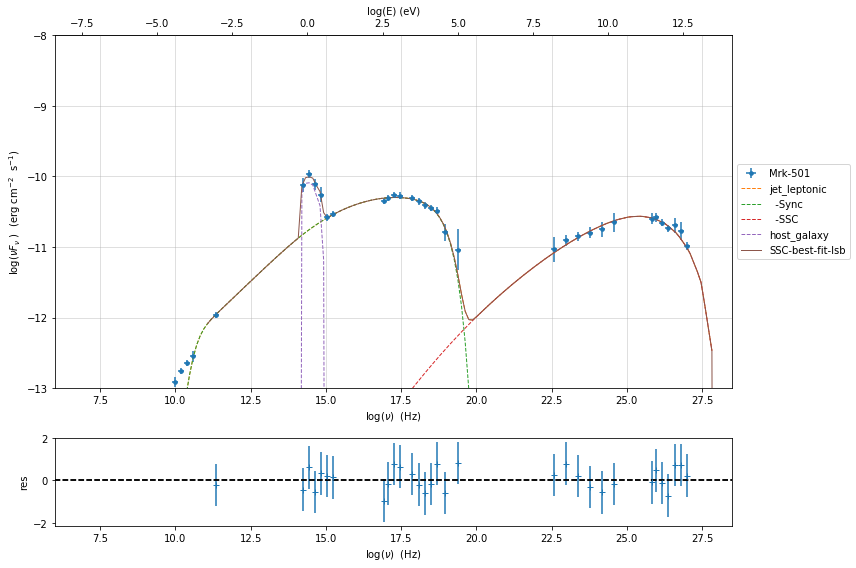 log(E) (eV)
−7.5 −5.0 −2.5 0.0 2.5 5.0 7.5 10.0 12.5
−8
−9
−10
−11
−12
−13
log(νFν ) (erg cm⁻² s⁻¹)
7.5 10.0 12.5 15.0 17.5 20.0 22.5 25.0 27.5
log(ν) (Hz)
Mrk-501
jet_leptonic
-Sync
-SSC
host_galaxy
SSC-best-fit-lsb
2
0
−2
res
7.5 10.0 12.5 15.0 17.5 20.0 22.5 25.0 27.5
log(ν) (Hz)